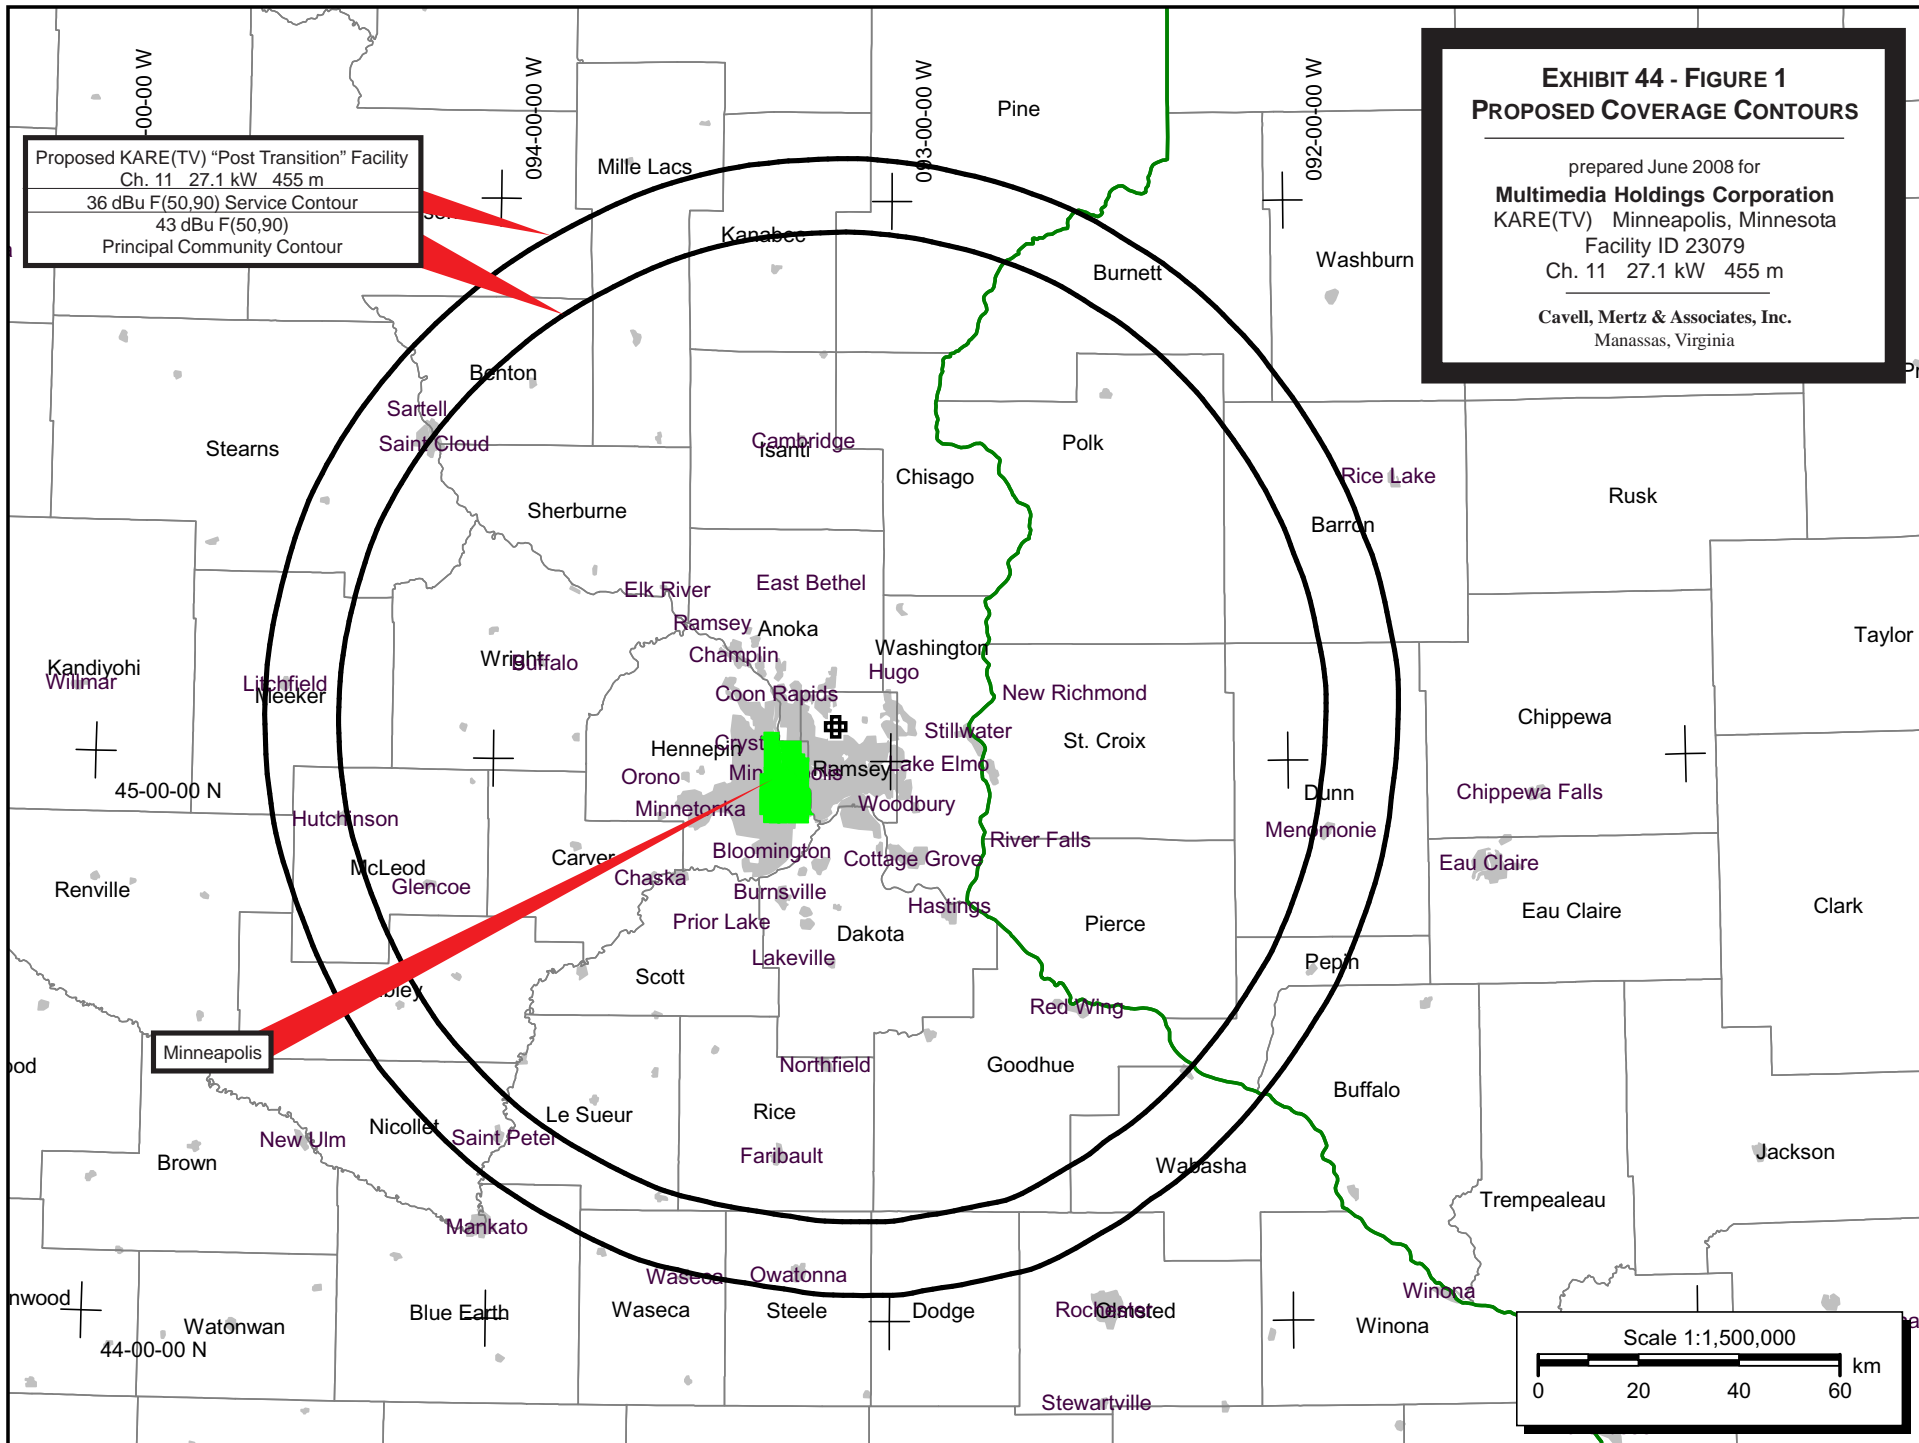 EXHIBIT 44 - FIGURE 1
PROPOSED COVERAGE CONTOURS
prepared June 2008 for
Multimedia Holdings Corporation
KARE(TV) Minneapolis, Minnesota
Facility ID 23079
Ch. 11 27.1 kW 455 m
Cavell, Mertz & Associates, Inc.
Manassas, Virginia
Proposed KARE(TV) “Post Transition” Facility
Ch. 11 27.1 kW 455 m
36 dBu F(50,90) Service Contour
43 dBu F(50,90)
Principal Community Contour
-00-00 W
094-00-00 W
093-00-00 W
092-00-00 W
Pine
Mille Lacs
Kanabec
Burnett
Washburn
Benton
Sartell
Saint Cloud
Stearns
Cambridge
Isanti
Chisago
Polk
Rice Lake
Rusk
Barron
Sherburne
Elk River
East Bethel
Ramsey
Anoka
Washington
Taylor
Champlin
Wright
Buffalo
Hugo
Kandiyohi
Willmar
Litchfield
Meeker
Coon Rapids
New Richmond
Chippewa
Stillwater
St. Croix
Hennepin
Cryst
Orono
Minneapolis
Ramsey
Lake Elmo
45-00-00 N
Dunn
Chippewa Falls
Minnetonka
Woodbury
Hutchinson
Menomonie
River Falls
Bloomington
Cottage Grove
Carver
McLeod
Eau Claire
Renville
Glencoe
Chaska
Burnsville
Hastings
Eau Claire
Clark
Prior Lake
Dakota
Pierce
Lakeville
Pepin
Scott
bley
Red Wing
Minneapolis
Northfield
Goodhue
ood
Buffalo
Rice
Le Sueur
Nicollet
New Ulm
Saint Peter
Faribault
Brown
Wabasha
Jackson
Trempealeau
Mankato
Waseca
Owatonna
Winona
nwood
Blue Earth
Waseca
Steele
Dodge
Rochester
Olmsted
Watonwan
Winona
44-00-00 N
Stewartville
Scale 1:1,500,000
km
0 20 40 60